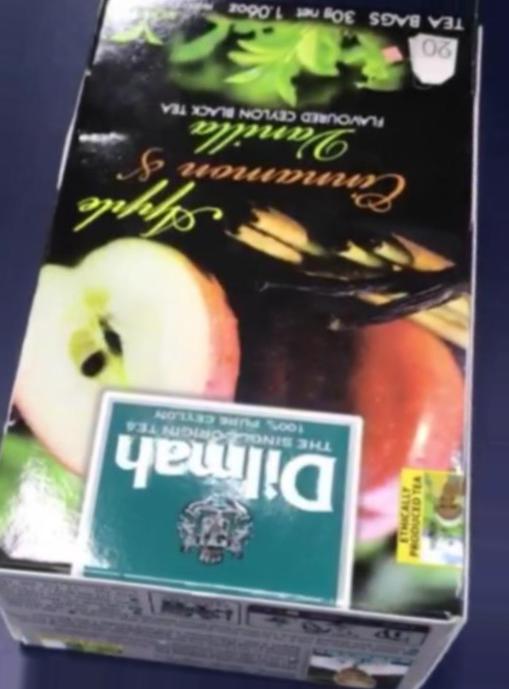 Dilmah
THE SINGLE ORIGIN TEA
100% PURE CEYLON
ETHICALLY
PRODUCED TEA
Apple
Cinnamon &
Vanilla
FLAVOURED CEYLON BLACK TEA
20
TEA BAGS 30g net 1.06oz